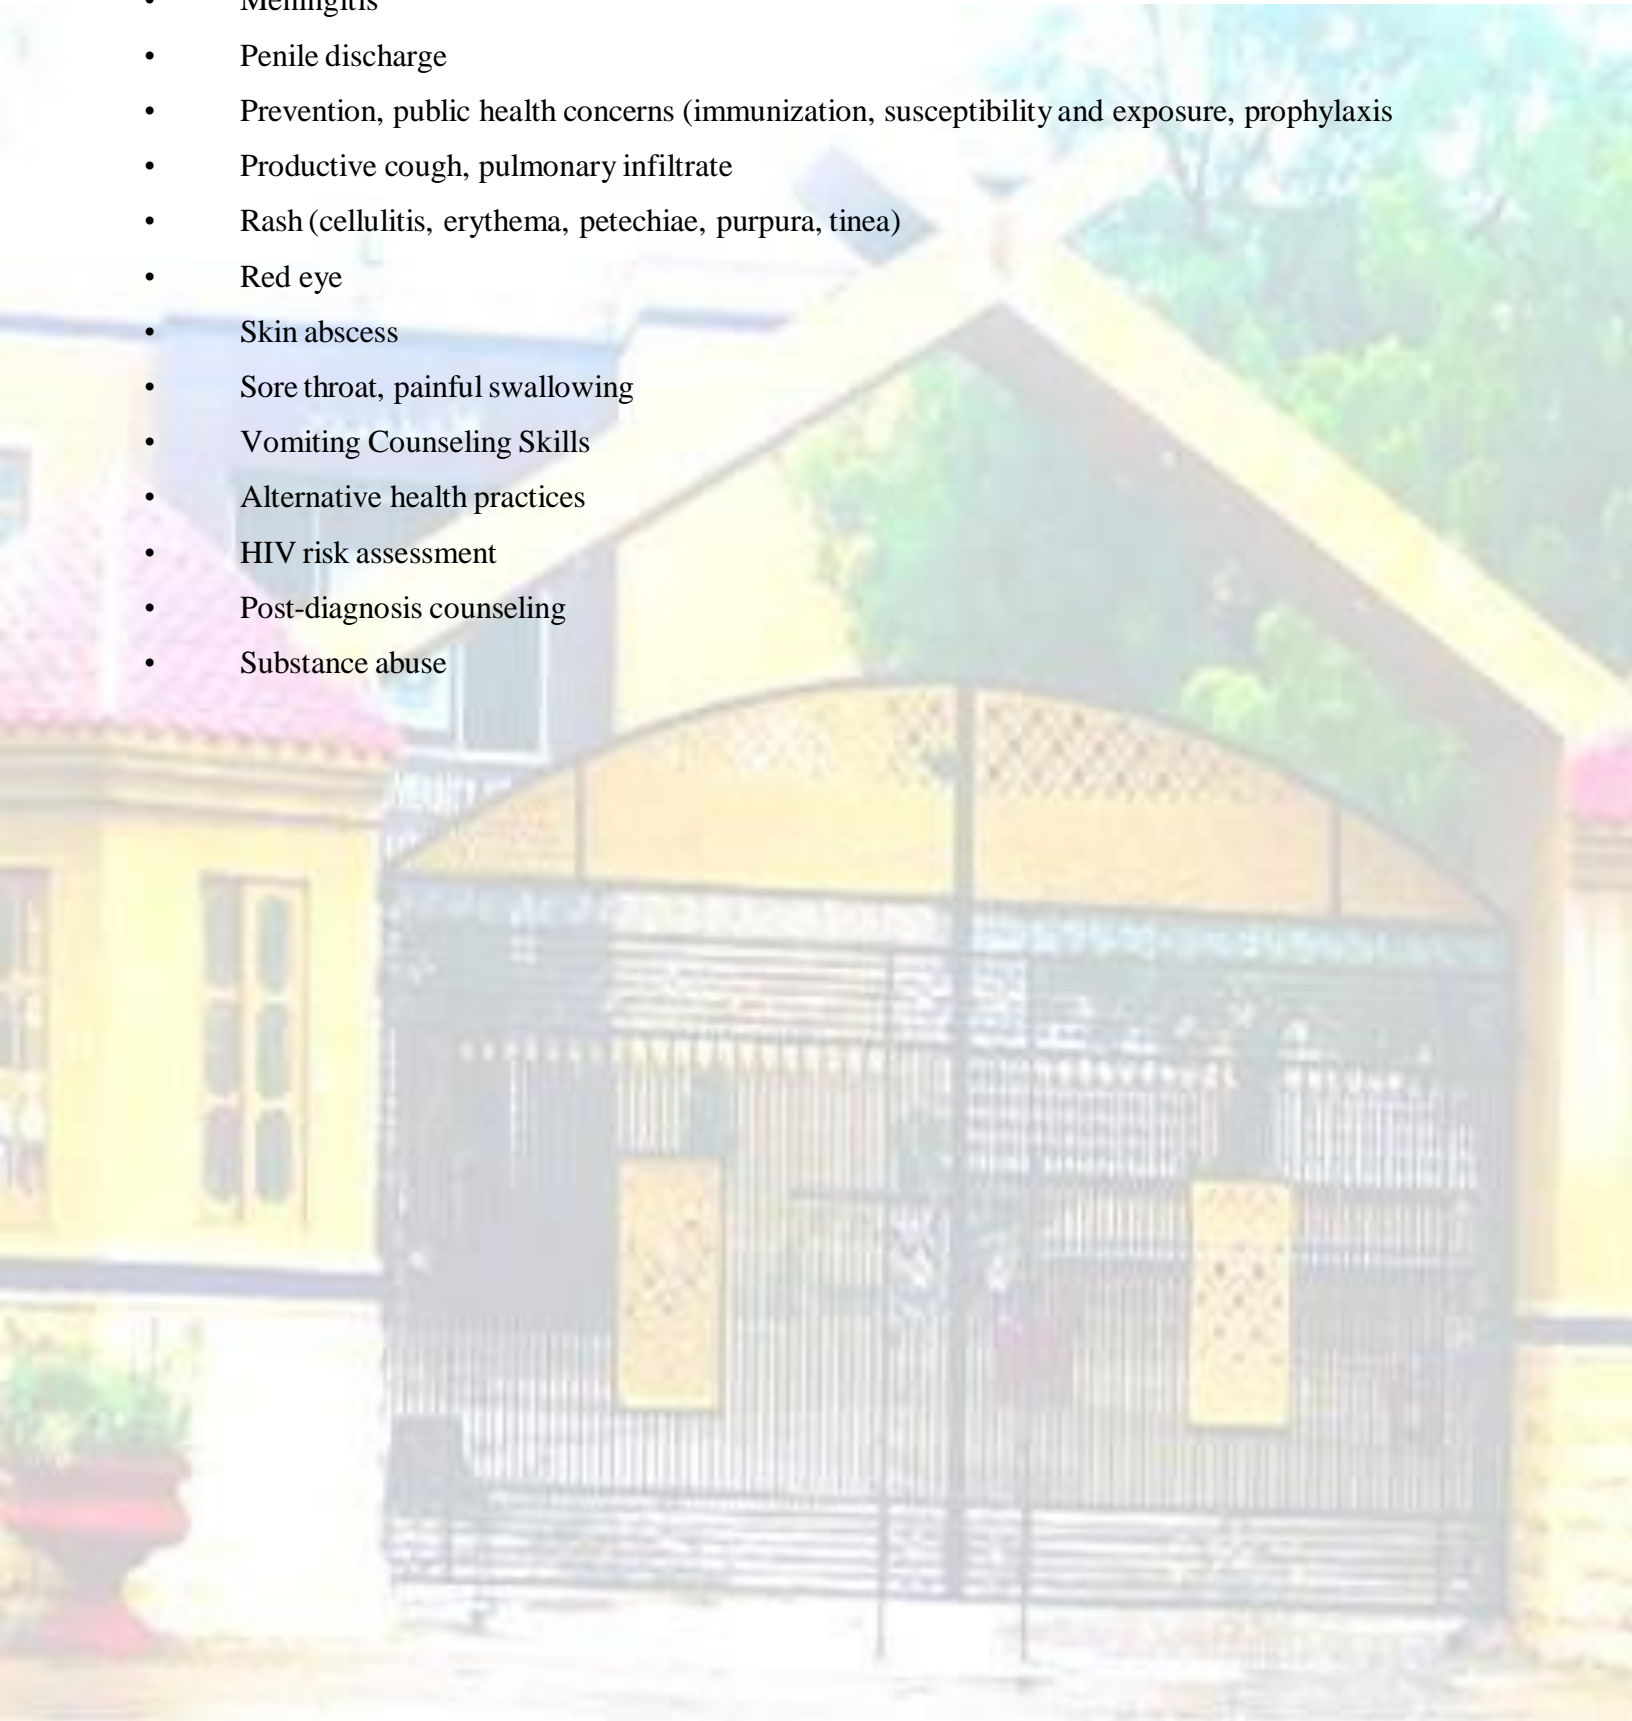 • Meningitis
• Penile discharge
• Prevention, public health concerns (immunization, susceptibility and exposure, prophylaxis
• Productive cough, pulmonary infiltrate
• Rash (cellulitis, erythema, petechiae, purpura, tinea)
• Red eye
• Skin abscess
• Sore throat, painful swallowing
• Vomiting Counseling Skills
• Alternative health practices
• HIV risk assessment
• Post-diagnosis counseling
• Substance abuse